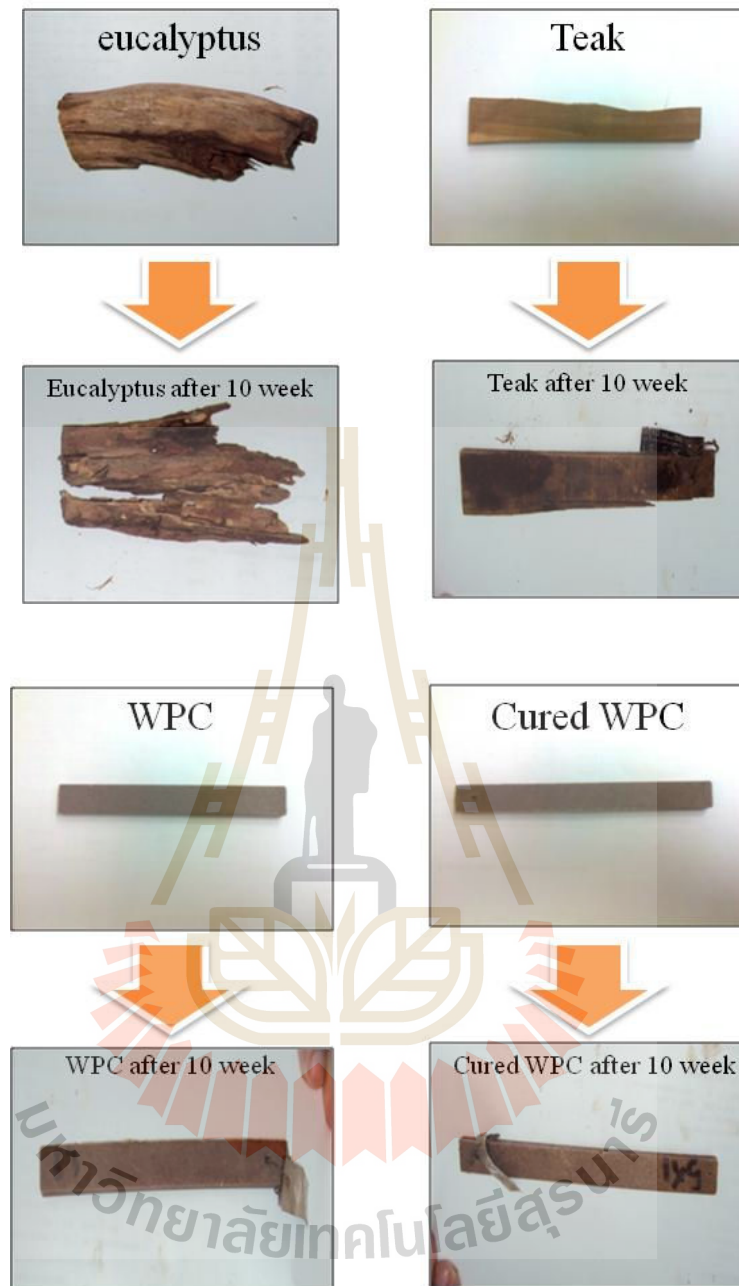 eucalyptus
Teak
Eucalyptus after 10 week
Teak after 10 week
WPC
Cured WPC
WPC after 10 week
Cured WPC after 10 week
มหาวิทยาลัยเทคโนโลยีสุรนารี